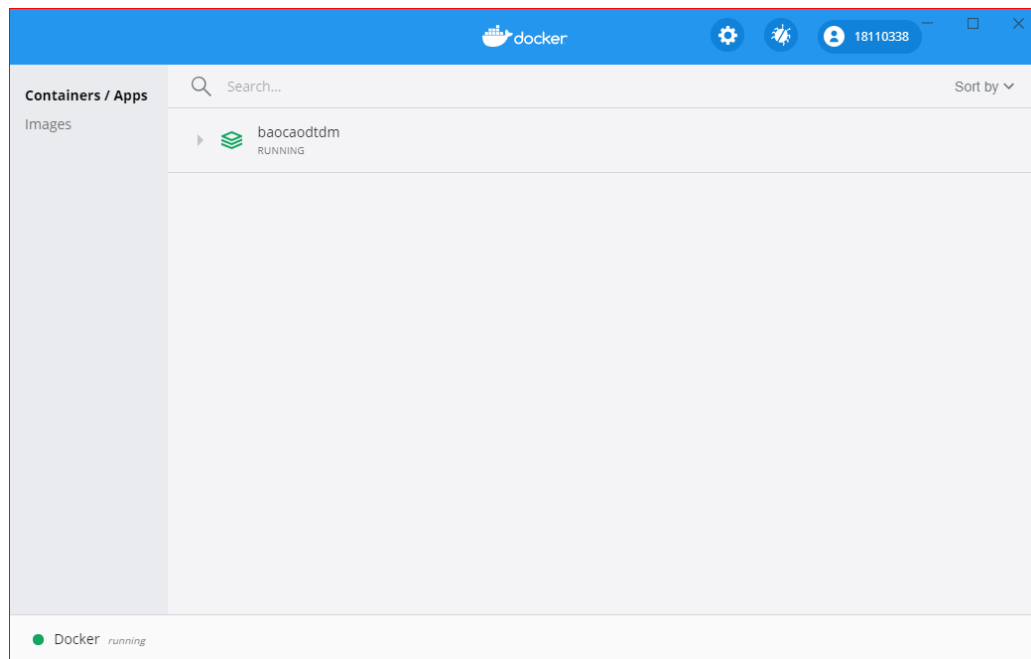 docker
18110338
Containers / Apps
Images
Search...
Sort by
baocaodtdm
RUNNING
Docker running